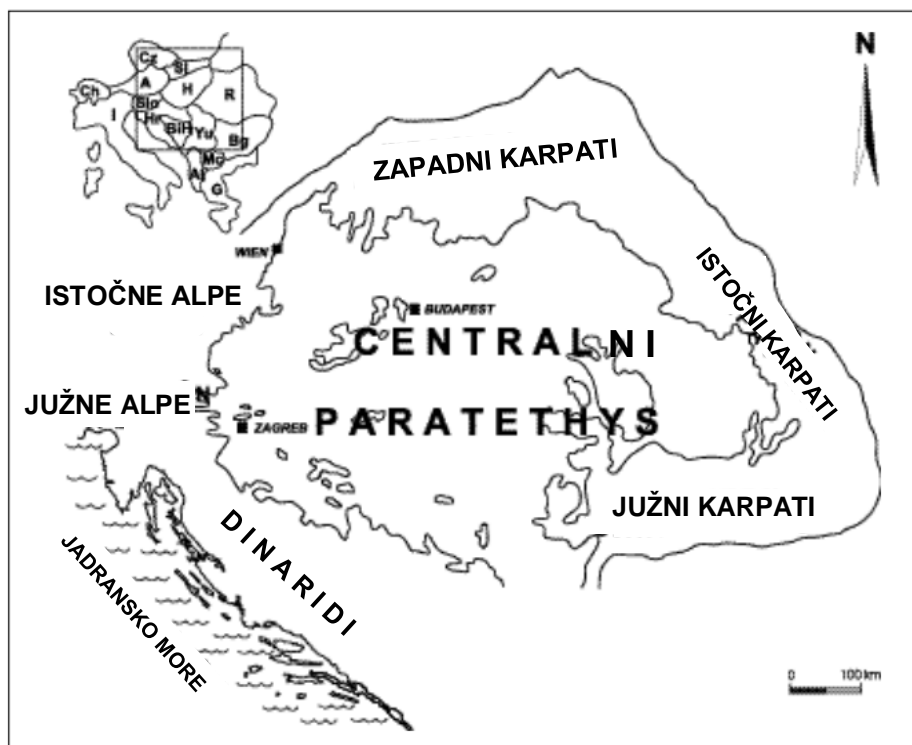 N
Cz
Sl
A
H
R
Ch
Slo
I
Hr
BiH
Yu
Bg
Mc
Al
G
ZAPADNI KARPATI
WIEN
ISTOČNI KARPATI
ISTOČNE ALPE
BUDAPEST
CENTRALNI
JUŽNE ALPE
N
ZAGREB
PARATETHYS
JUŽNI KARPATI
DINARIDI
JADRANSKO MORE
0 100 km